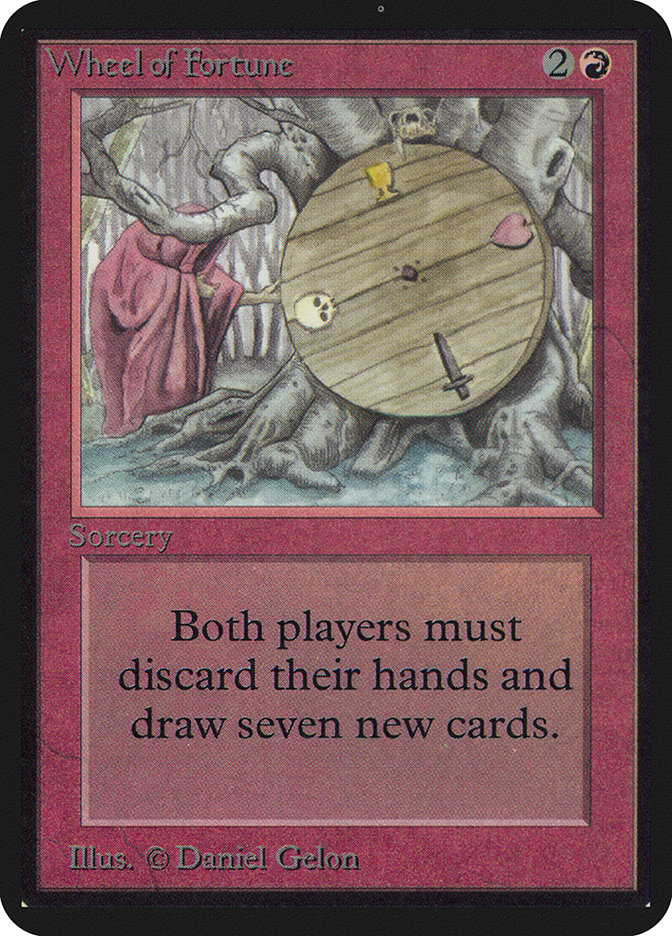 Wheel of Fortune 2
Sorcery
Both players must
discard their hands and
draw seven new cards.
Illus. © Daniel Gelon